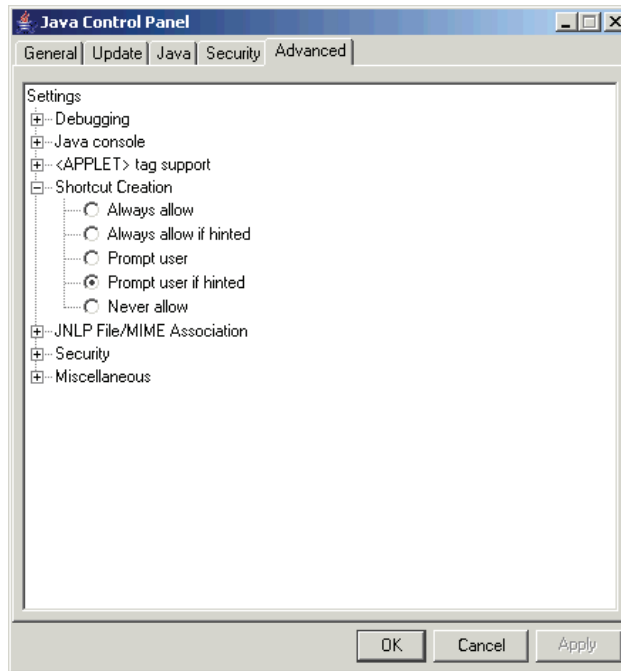 Java Control Panel
General Update Java Security Advanced
Settings
Debugging
Java console
<APPLET> tag support
Shortcut Creation
Always allow
Always allow if hinted
Prompt user
Prompt user if hinted
Never allow
JNLP File/MIME Association
Security
Miscellaneous
OK Cancel Apply